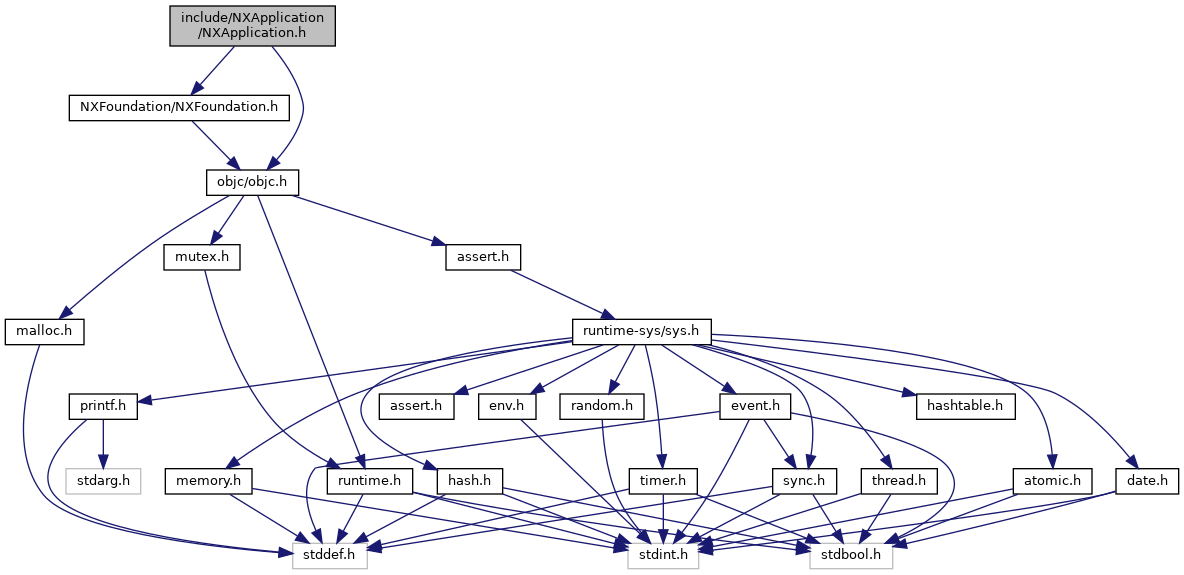 include/NXApplication
/NXApplication.h
NXFoundation/NXFoundation.h
objc/objc.h
mutex.h
assert.h
malloc.h
runtime-sys/sys.h
printf.h
assert.h
env.h
random.h
event.h
hashtable.h
stdarg.h
memory.h
runtime.h
hash.h
timer.h
sync.h
thread.h
atomic.h
date.h
stddef.h
stdint.h
stdbool.h